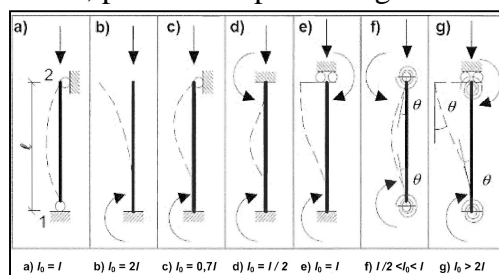 a) b) c) d) e) f) g)
2
θ θ
ℓ
θ θ
1
a) l₀ = l b) l₀ = 2l c) l₀ = 0,7l d) l₀ = l / 2 e) l₀ = l f) l/2 <l₀< l g) l₀ > 2l